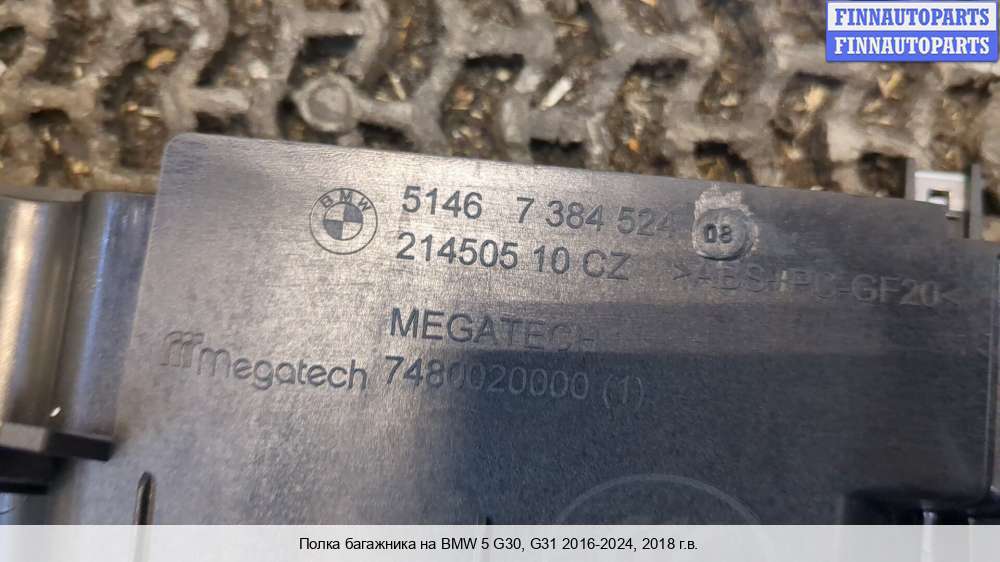 FINNAUTOPARTS
FINNAUTOPARTS
BMW
5146 7 384 524 08
214505 10 CZ >ABS+PC-GF20<
MEGATECH
megatech 7480020000 (1)
Полка багажника на BMW 5 G30, G31 2016-2024, 2018 г.в.